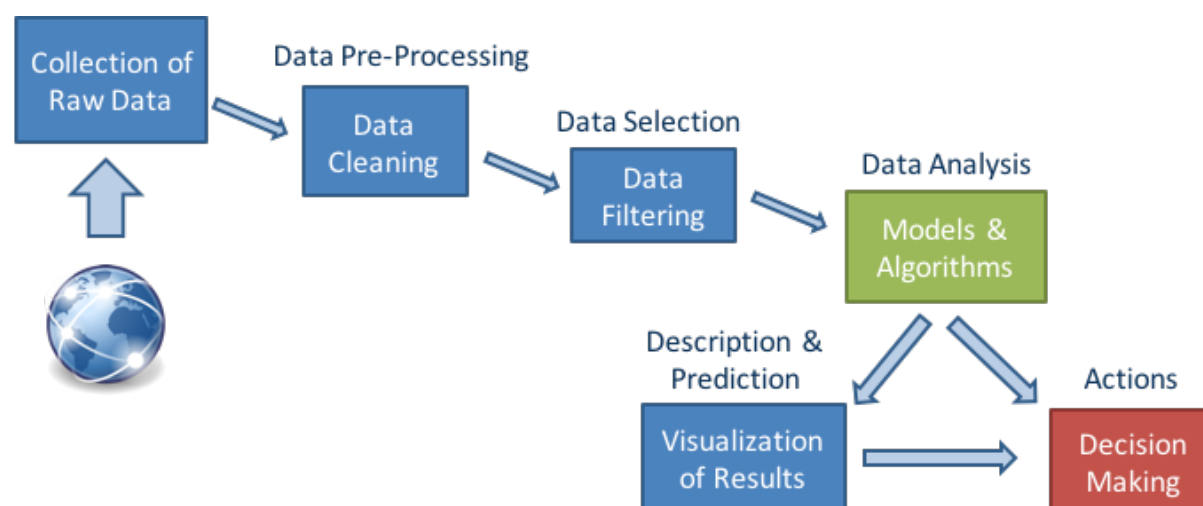 Collection of
Raw Data
Data Pre-Processing
Data
Cleaning
Data Selection
Data
Filtering
Data Analysis
Models &
Algorithms
Description &
Prediction
Visualization
of Results
Actions
Decision
Making